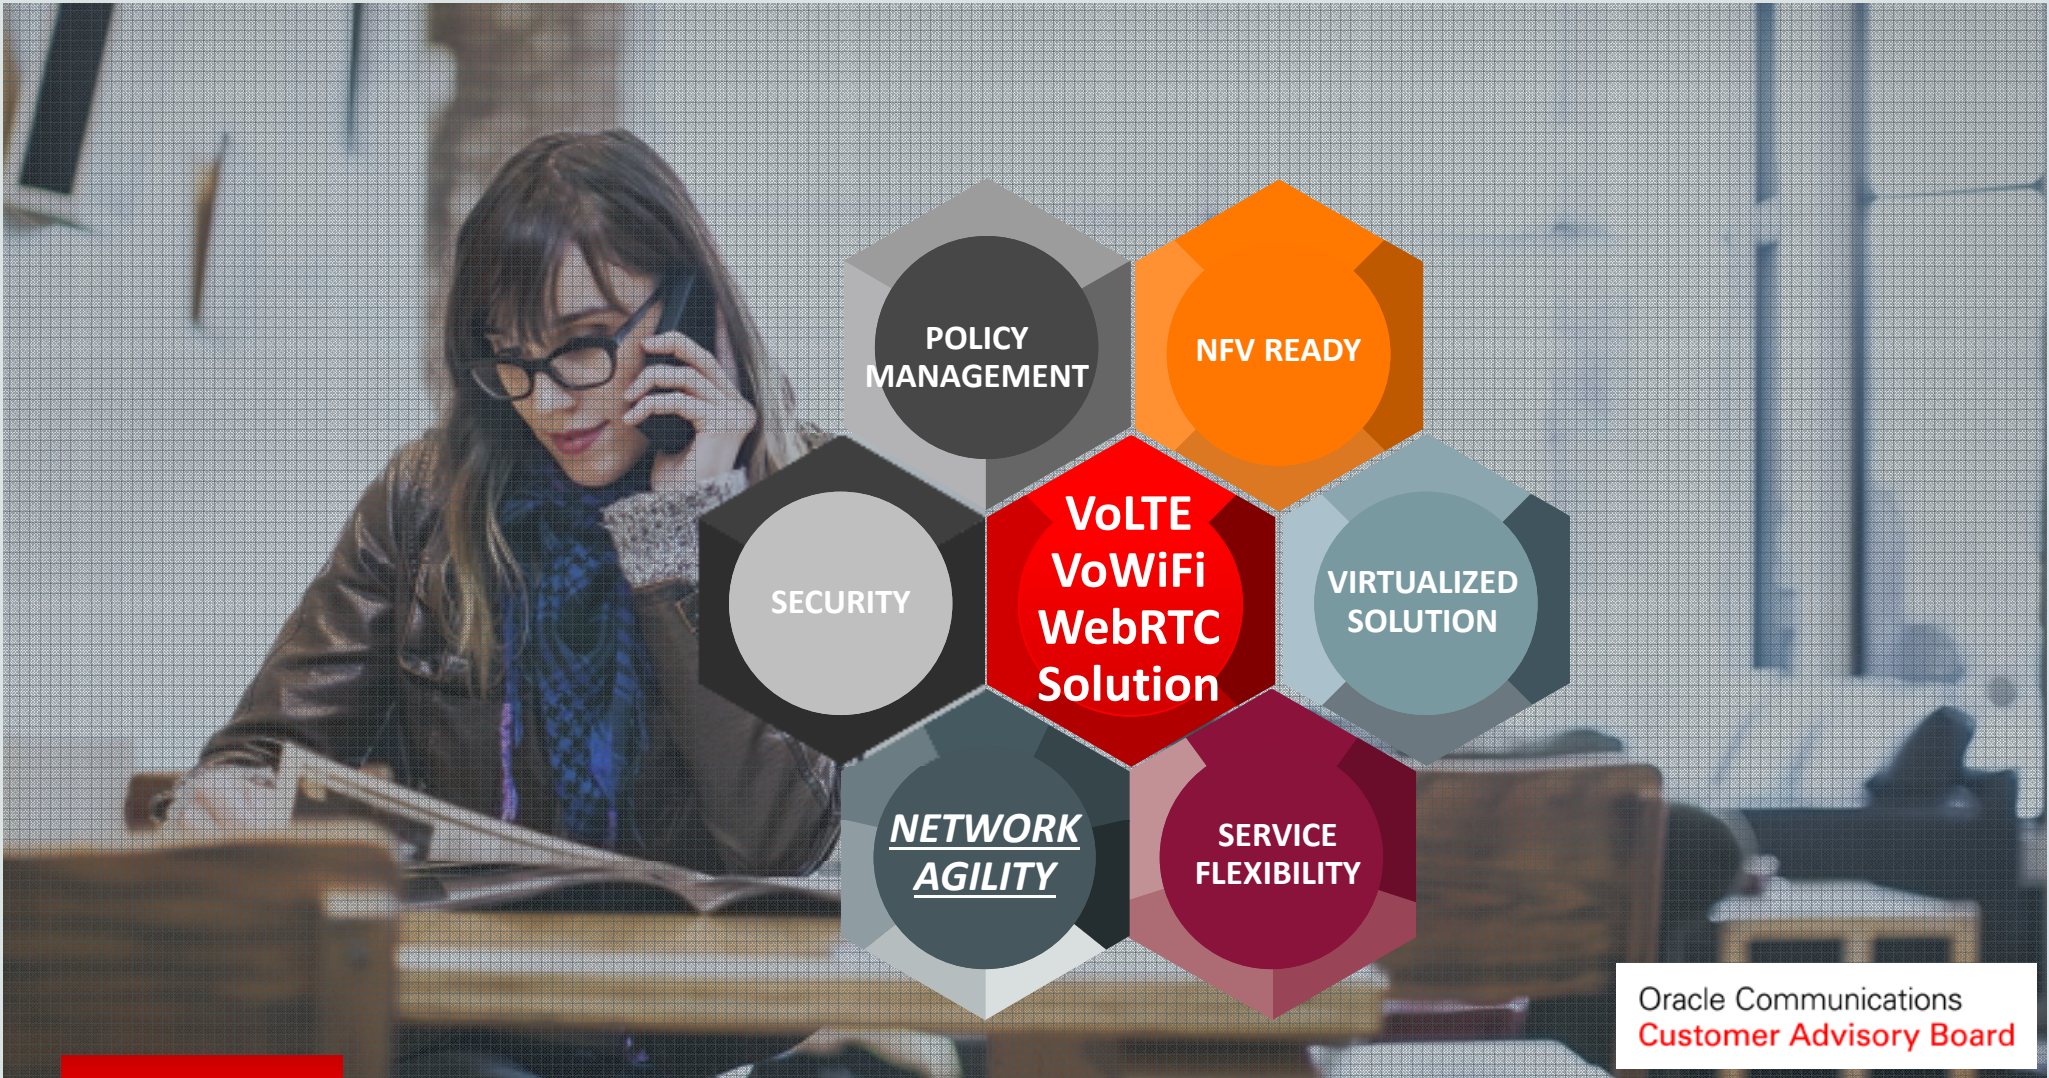 POLICY
MANAGEMENT
NFV READY
SECURITY
VoLTE
VoWiFi
WebRTC
Solution
VIRTUALIZED
SOLUTION
NETWORK
AGILITY
SERVICE
FLEXIBILITY
Oracle Communications
Customer Advisory Board